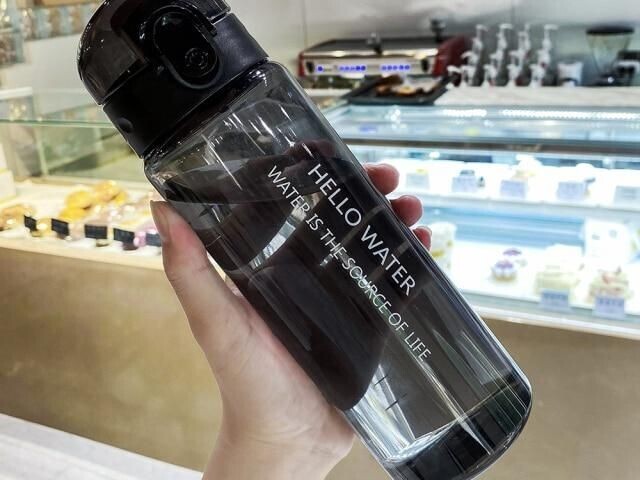 HELLO WATER
WATER IS THE SOURCE OF LIFE